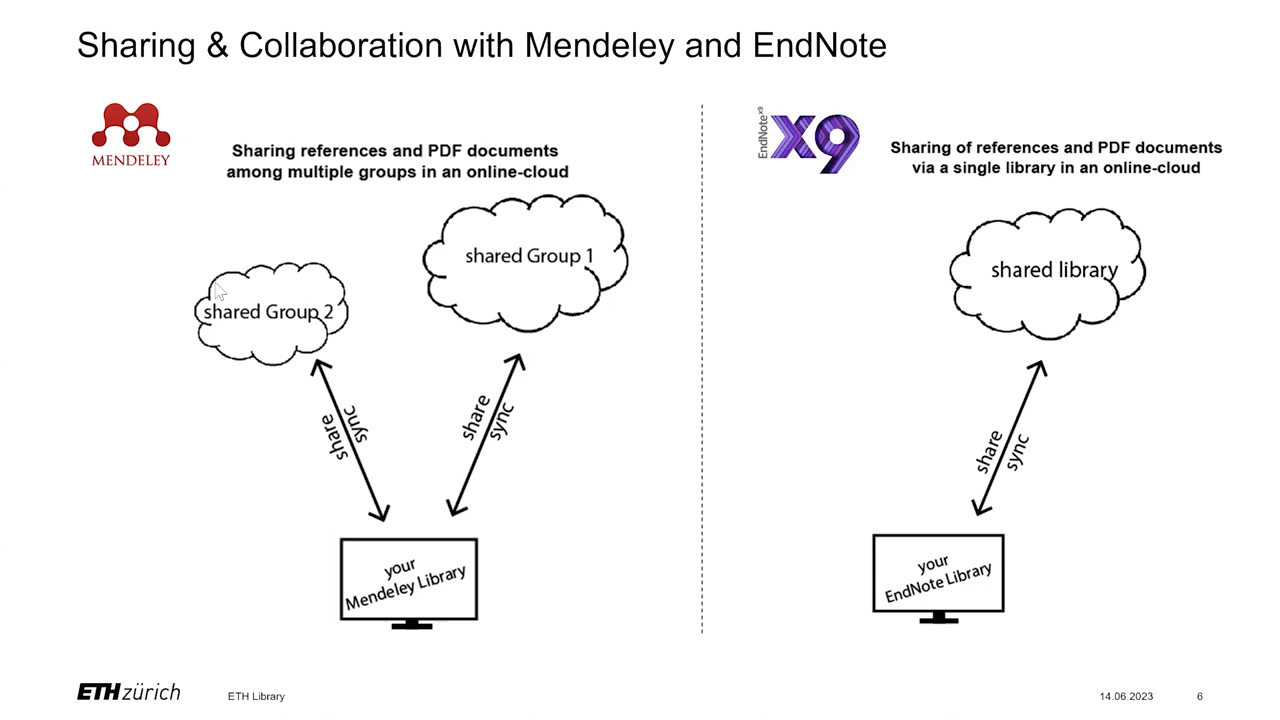 Sharing & Collaboration with Mendeley and EndNote
MENDELEY
Sharing references and PDF documents
among multiple groups in an online-cloud
shared Group 1
shared Group 2
share
sync
share
sync
your
Mendeley Library
EndNote x9
X9
Sharing of references and PDF documents
via a single library in an online-cloud
shared library
share
sync
your
EndNote Library
ETH zürich
ETH Library
14.06.2023
6